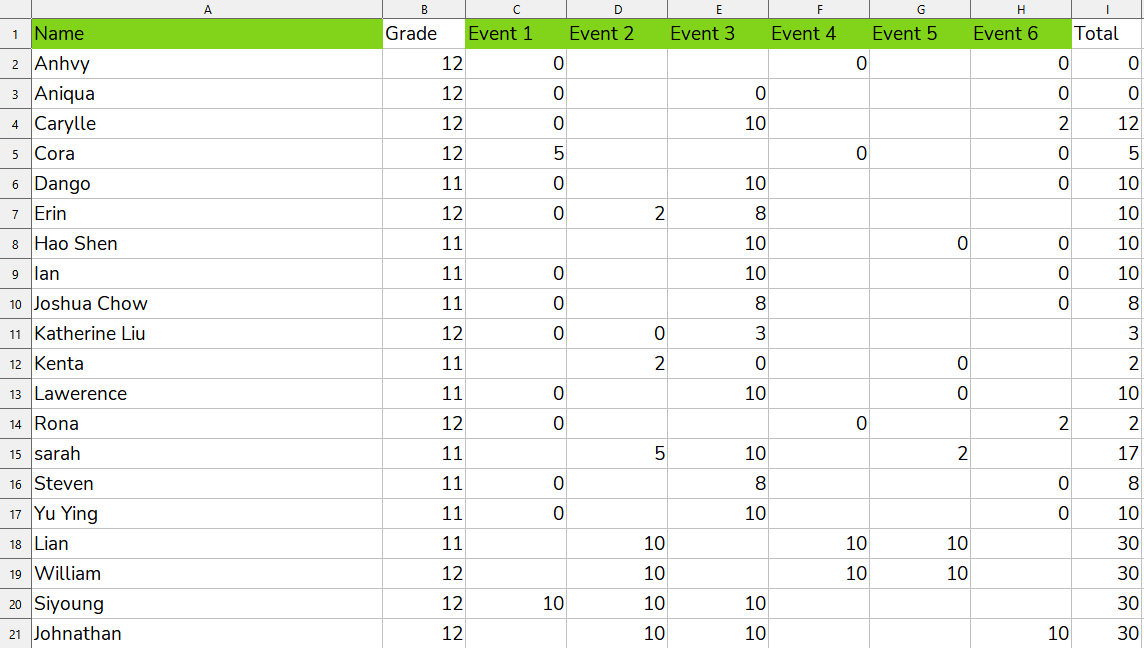 A B C D E F G H I
1 Name Grade Event 1 Event 2 Event 3 Event 4 Event 5 Event 6 Total
2 Anhvy 12 0 0 0 0
3 Aniqua 12 0 0 0 0
4 Carylle 12 0 10 2 12
5 Cora 12 5 0 0 5
6 Dango 11 0 10 0 10
7 Erin 12 0 2 8 10
8 Hao Shen 11 10 0 0 10
9 Ian 11 0 10 0 10
10 Joshua Chow 11 0 8 0 8
11 Katherine Liu 12 0 0 3 3
12 Kenta 11 2 0 0 2
13 Lawerence 11 0 10 0 10
14 Rona 12 0 0 2 2
15 sarah 11 5 10 2 17
16 Steven 11 0 8 0 8
17 Yu Ying 11 0 10 0 10
18 Lian 11 10 10 10 30
19 William 12 10 10 10 30
20 Siyoung 12 10 10 10 30
21 Johnathan 12 10 10 10 30